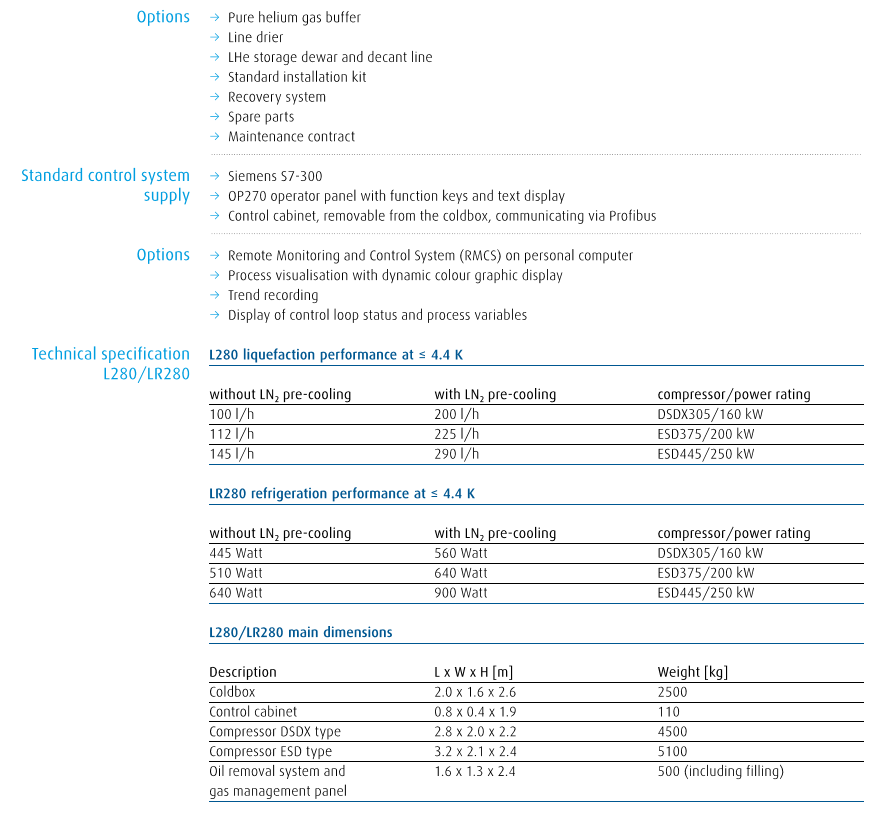 Options
→ Pure helium gas buffer
→ Line drier
→ LHe storage dewar and decant line
→ Standard installation kit
→ Recovery system
→ Spare parts
→ Maintenance contract
Standard control system
supply
→ Siemens S7-300
→ OP270 operator panel with function keys and text display
→ Control cabinet, removable from the coldbox, communicating via Profibus
Options
→ Remote Monitoring and Control System (RMCS) on personal computer
→ Process visualisation with dynamic colour graphic display
→ Trend recording
→ Display of control loop status and process variables
Technical specification
L280/LR280
L280 liquefaction performance at ≤ 4.4 K
without LN₂ pre-cooling with LN₂ pre-cooling compressor/power rating
100 l/h 200 l/h DSDX305/160 kW
112 l/h 225 l/h ESD375/200 kW
145 l/h 290 l/h ESD445/250 kW
LR280 refrigeration performance at ≤ 4.4 K
without LN₂ pre-cooling with LN₂ pre-cooling compressor/power rating
445 Watt 560 Watt DSDX305/160 kW
510 Watt 640 Watt ESD375/200 kW
640 Watt 900 Watt ESD445/250 kW
L280/LR280 main dimensions
Description L x W x H [m] Weight [kg]
Coldbox 2.0 x 1.6 x 2.6 2500
Control cabinet 0.8 x 0.4 x 1.9 110
Compressor DSDX type 2.8 x 2.0 x 2.2 4500
Compressor ESD type 3.2 x 2.1 x 2.4 5100
Oil removal system and 1.6 x 1.3 x 2.4 500 (including filling)
gas management panel